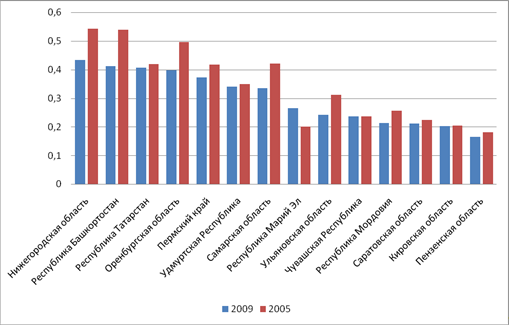 0,6
0,5
0,4
0,3
0,2
0,1
0
Нижегородская область
Республика Башкортостан
Республика Татарстан
Оренбургская область
Пермский край
Удмуртская Республика
Самарская область
Республика Марий Эл
Ульяновская область
Чувашская Республика
Республика Мордовия
Саратовская область
Кировская область
Пензенская область
2009 2005